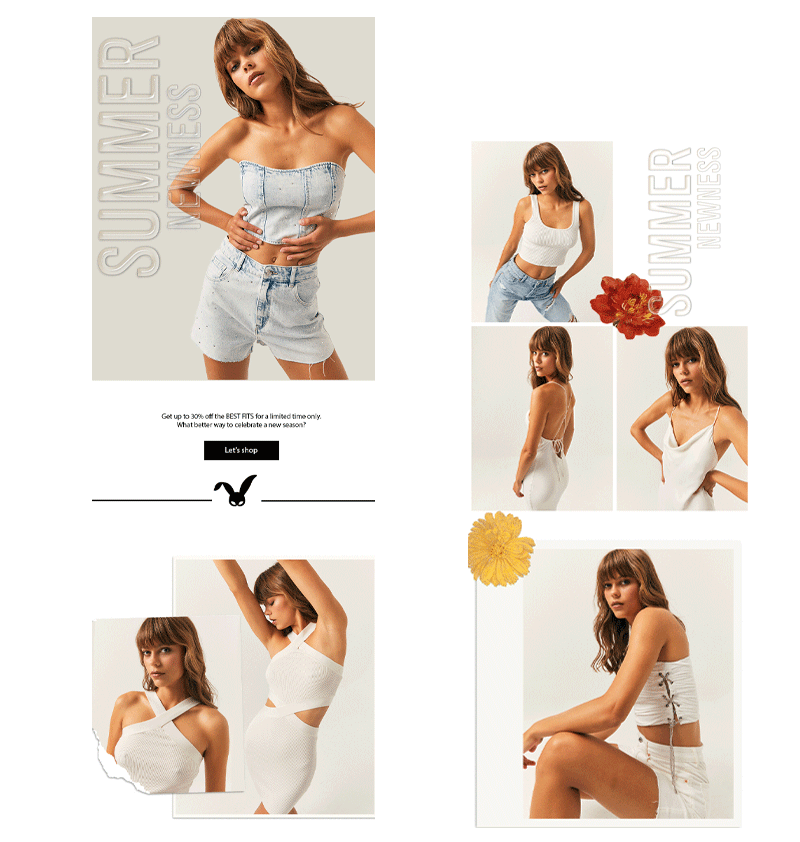 SUMMER
NEWNESS
Get up to 30% off the BEST FITS for a limited time only.
What better way to celebrate a new season?
Let's shop
SUMMER
NEWNESS